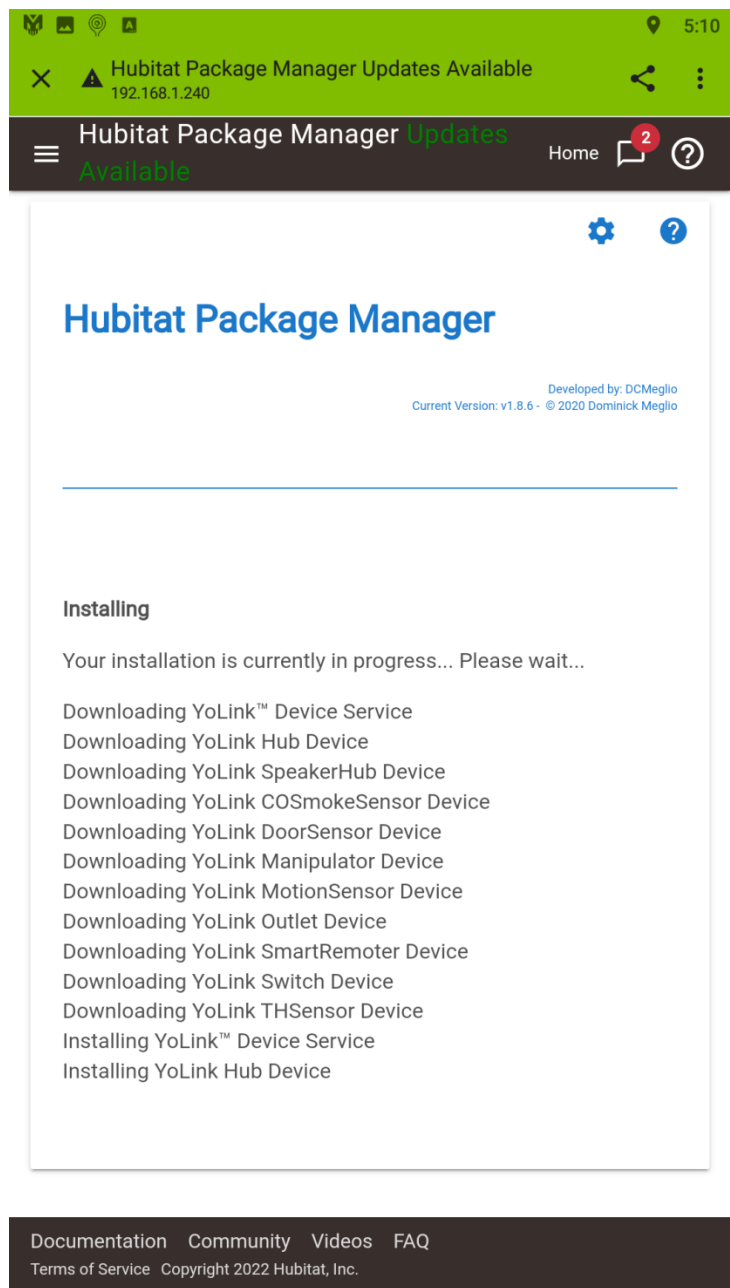 5:10
Hubitat Package Manager Updates Available
192.168.1.240
Hubitat Package Manager Updates
Available
Home
2
Hubitat Package Manager
Developed by: DCMeglio
Current Version: v1.8.6 - © 2020 Dominick Meglio
Installing
Your installation is currently in progress... Please wait...
Downloading YoLink™ Device Service
Downloading YoLink Hub Device
Downloading YoLink SpeakerHub Device
Downloading YoLink COSmokeSensor Device
Downloading YoLink DoorSensor Device
Downloading YoLink Manipulator Device
Downloading YoLink MotionSensor Device
Downloading YoLink Outlet Device
Downloading YoLink SmartRemoter Device
Downloading YoLink Switch Device
Downloading YoLink THSensor Device
Installing YoLink™ Device Service
Installing YoLink Hub Device
Documentation Community Videos FAQ
Terms of Service Copyright 2022 Hubitat, Inc.